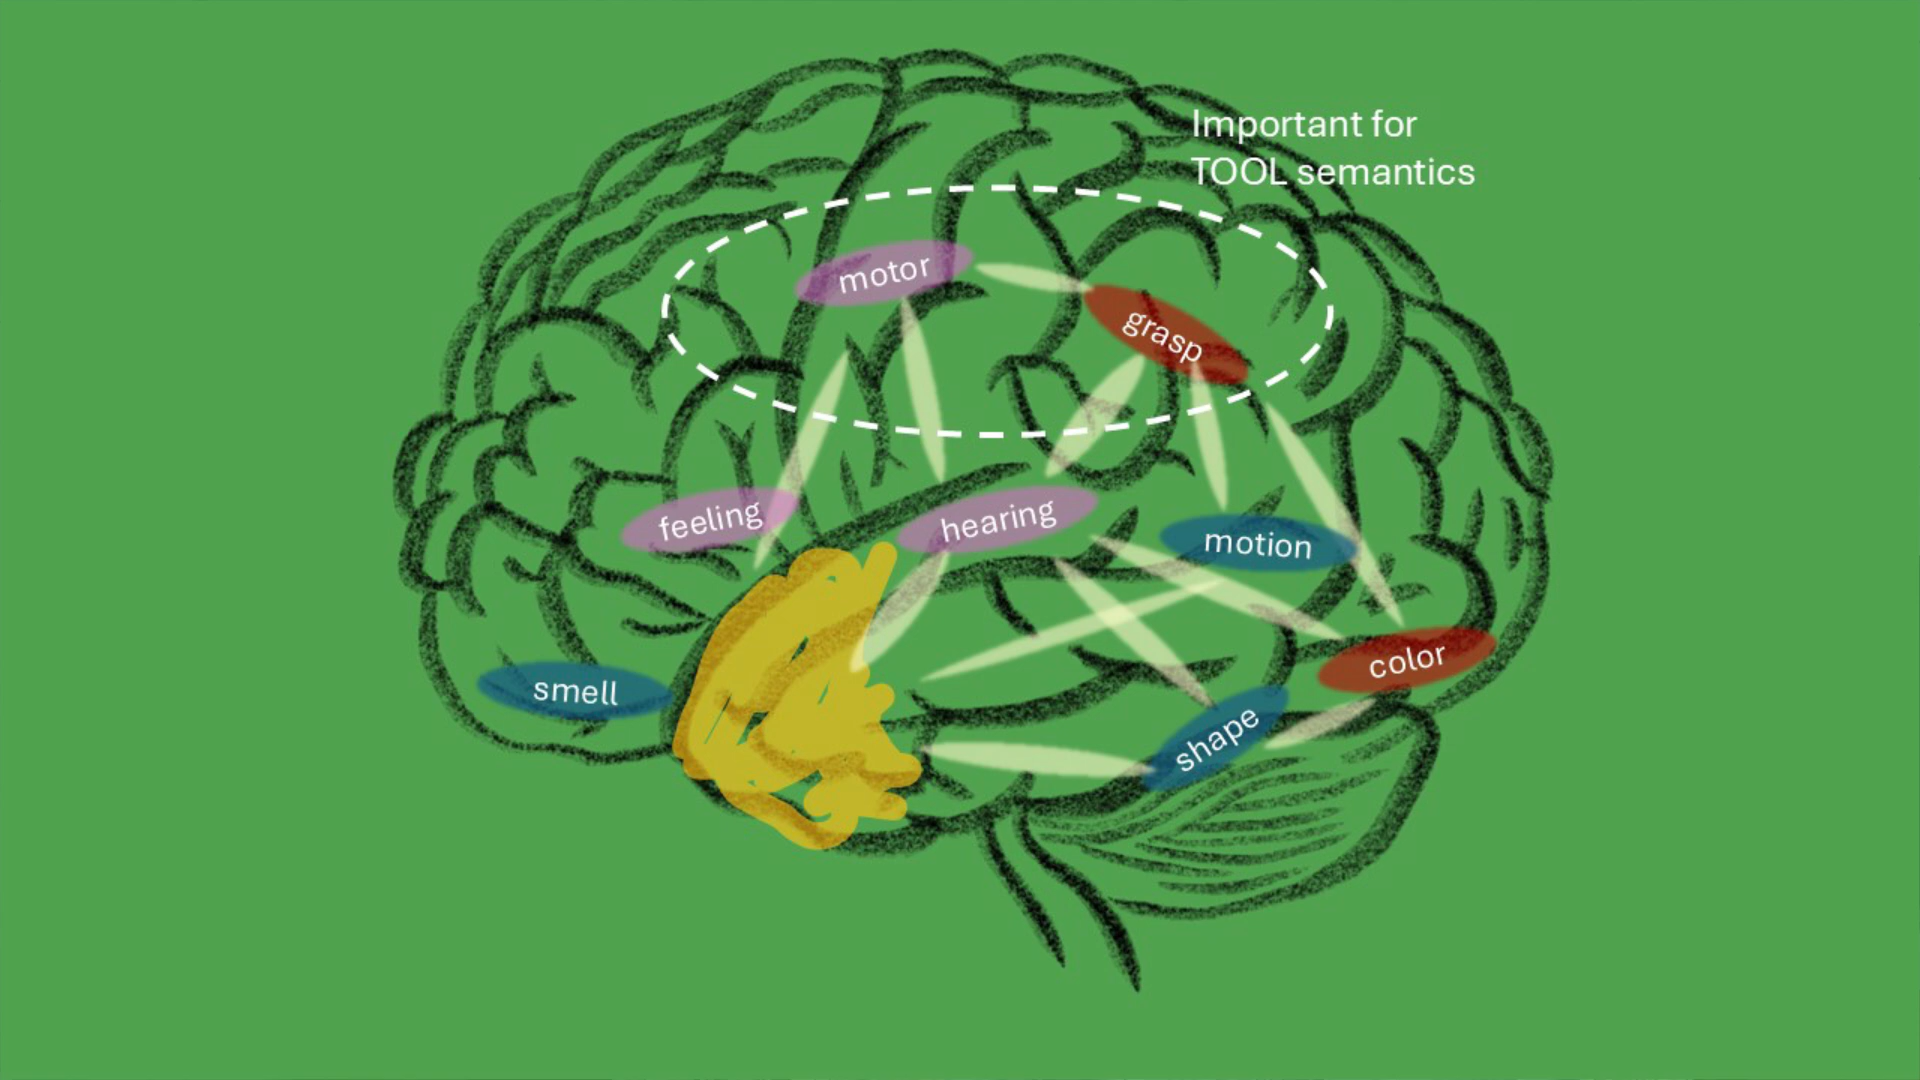 Important for
TOOL semantics
motor
grasp
feeling
hearing
motion
smell
color
shape